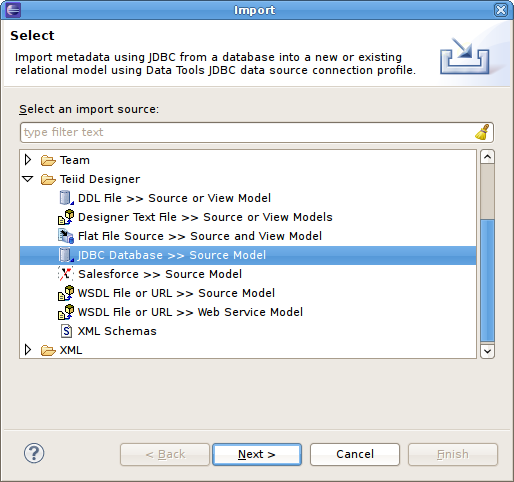 Import
Select
Import metadata using JDBC from a database into a new or existing
relational model using Data Tools JDBC data source connection profile.
Select an import source:
type filter text
Team
Teiid Designer
DDL File >> Source or View Model
Designer Text File >> Source or View Models
Flat File Source >> Source and View Model
JDBC Database >> Source Model
Salesforce >> Source Model
WSDL File or URL >> Source Model
WSDL File or URL >> Web Service Model
XML Schemas
XML
< Back
Next >
Cancel
Finish